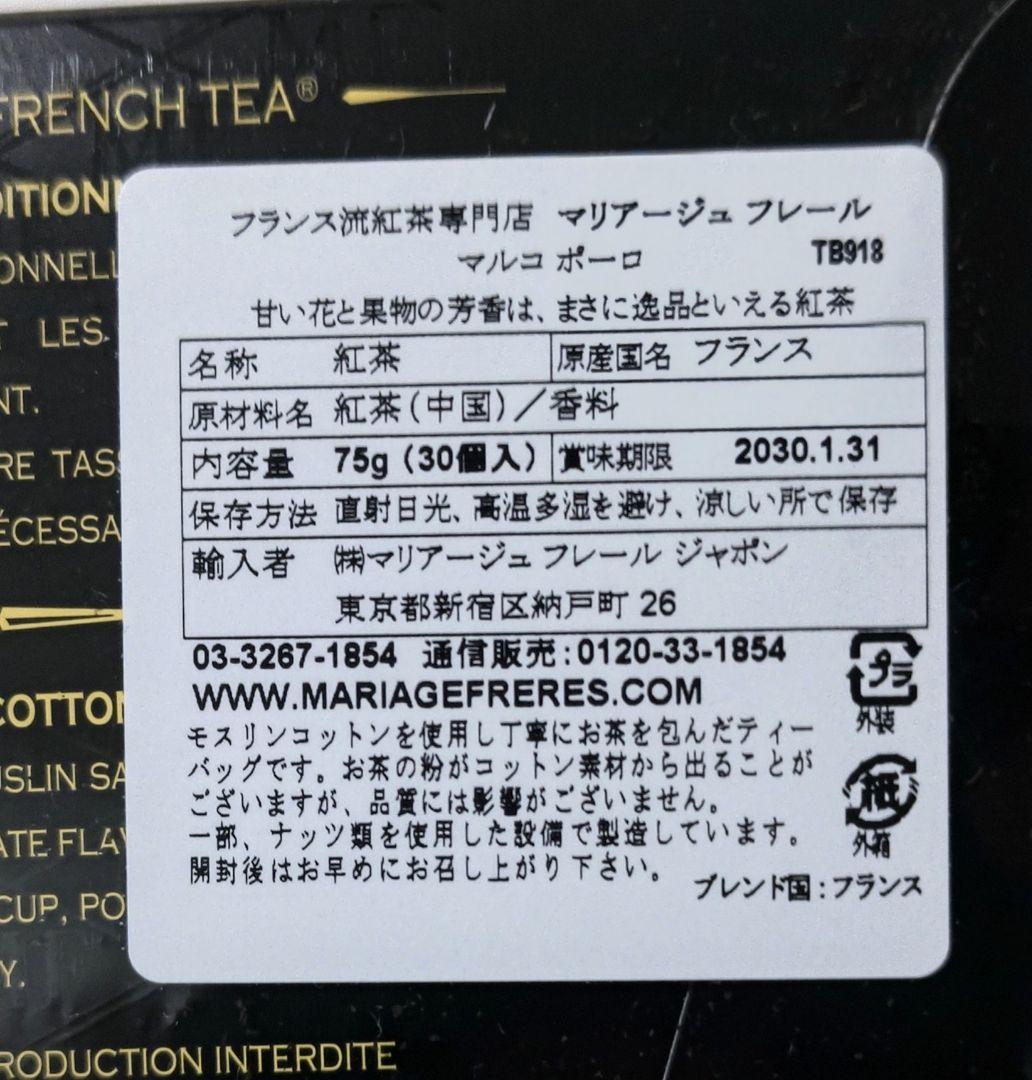 FRENCH TEA®
フランス流紅茶専門店 マリアージュ フレール
マルコ ポーロ TB918
甘い花と果物の芳香は、まさに逸品といえる紅茶
名称 紅茶 原産国名 フランス
原材料名 紅茶(中国)/香料
内容量 75g(30個入) 賞味期限 2030.1.31
保存方法 直射日光、高温多湿を避け、涼しい所で保存
輸入者 ㈱マリアージュ フレール ジャポン
東京都新宿区納戸町 26
03-3267-1854 通信販売:0120-33-1854
WWW.MARIAGEFRERES.COM
モスリンコットンを使用し丁寧にお茶を包んだティー
バッグです。お茶の粉がコットン素材から出ることが
ございますが、品質には影響がございません。
一部、ナッツ類を使用した設備で製造しています。
開封後はお早めにお召し上がり下さい。
ブレンド国:フランス
プラ
外装
紙
外箱
LES
NT.
RE TAS
ÉCESSA
COTTO
SLIN SA
ATE FLA
CUP, PO
Y.
RODUCTION INTERDITE